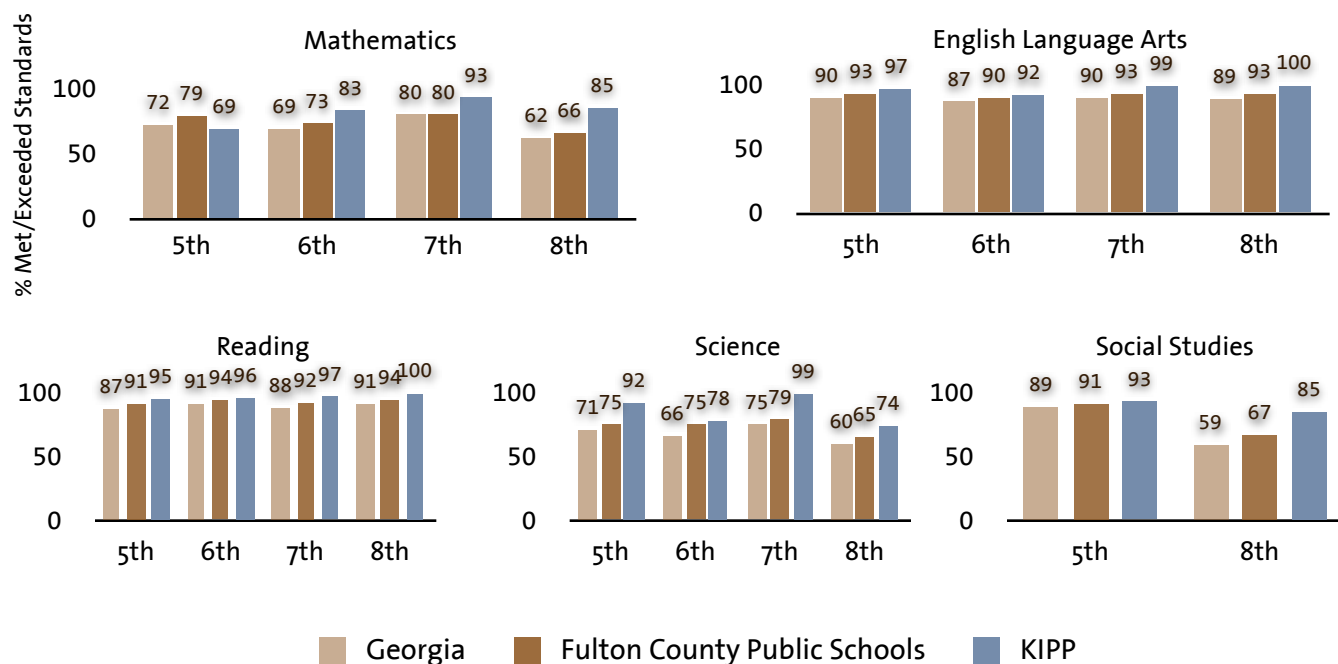 % Met/Exceeded Standards
Mathematics
100
50
0
72 79 69
69 73 83
80 80 93
62 66 85
5th 6th 7th 8th
English Language Arts
100
50
0
90 93 97
87 90 92
90 93 99
89 93 100
5th 6th 7th 8th
Reading
100
50
0
87 91 95
91 94 96
88 92 97
91 94 100
5th 6th 7th 8th
Science
100
50
0
71 75 92
66 75 78
75 79 99
60 65 74
5th 6th 7th 8th
Social Studies
100
50
0
89 91 93
59 67 85
5th 8th
Georgia Fulton County Public Schools KIPP